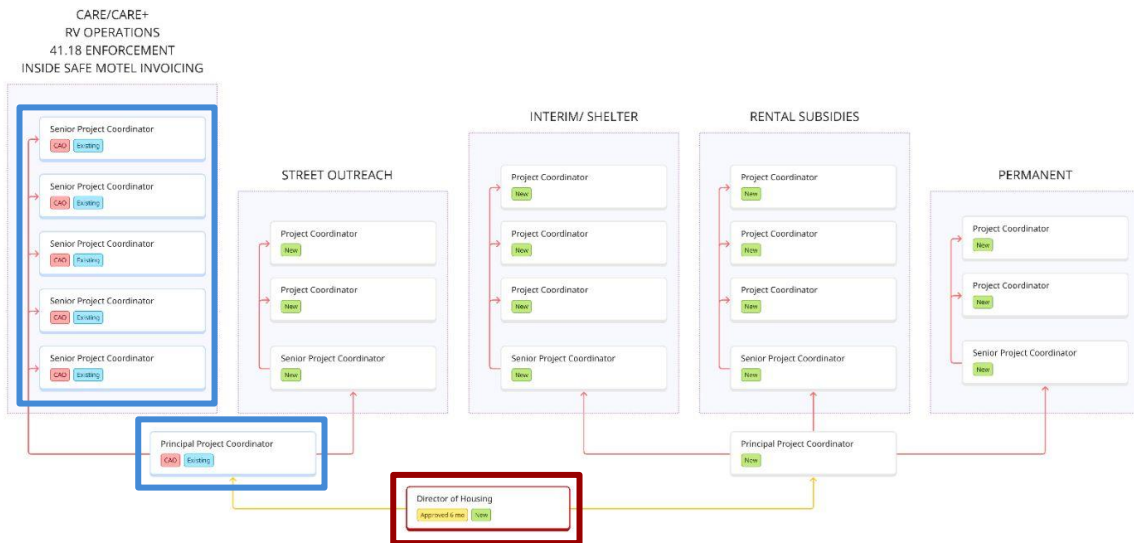 CARE/CARE+
RV OPERATIONS
41.18 ENFORCEMENT
INSIDE SAFE MOTEL INVOICING
Senior Project Coordinator
CAO Existing
Senior Project Coordinator
CAO Existing
Senior Project Coordinator
CAO Existing
Senior Project Coordinator
CAO Existing
Senior Project Coordinator
CAO Existing
STREET OUTREACH
Project Coordinator
New
Project Coordinator
New
Senior Project Coordinator
New
INTERIM/ SHELTER
Project Coordinator
New
Project Coordinator
New
Project Coordinator
New
Senior Project Coordinator
New
RENTAL SUBSIDIES
Project Coordinator
New
Project Coordinator
New
Project Coordinator
New
Senior Project Coordinator
New
PERMANENT
Project Coordinator
New
Project Coordinator
New
Senior Project Coordinator
New
Principal Project Coordinator
CAO Existing
Principal Project Coordinator
New
Director of Housing
Approved 6 mo New